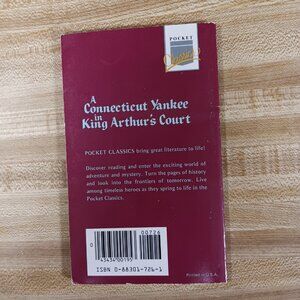 POCKET
Classics
A
Connecticut Yankee
in
King Arthur's Court
POCKET CLASSICS bring great literature to life!
Discover reading and enter the exciting world of
adventure and mystery. Turn the pages of history
and look into the frontiers of tomorrow. Live
among timeless heroes as they spring to life in the
Pocket Classics.
00726
ISBN 0-88301-726-1
Printed in U.S.A.